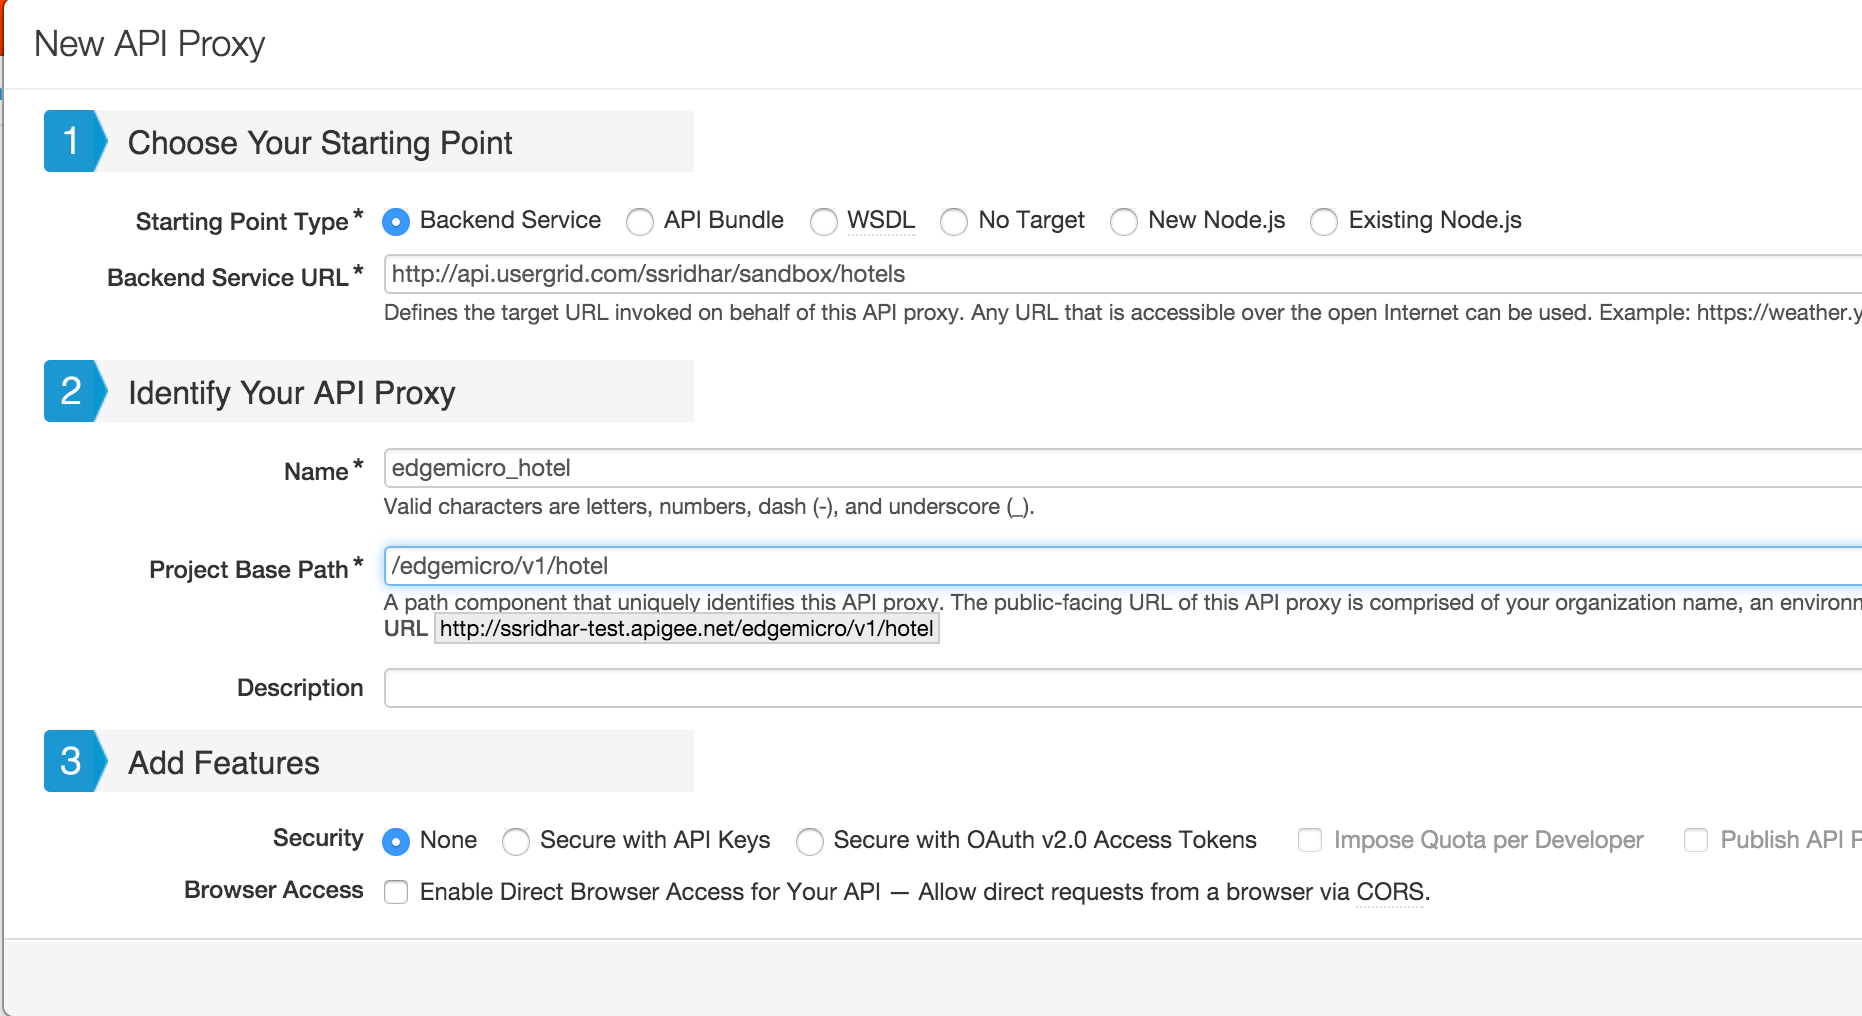 New API Proxy
1 Choose Your Starting Point
Starting Point Type* Backend Service API Bundle WSDL No Target New Node.js Existing Node.js
Backend Service URL* http://api.usergrid.com/ssridhar/sandbox/hotels
Defines the target URL invoked on behalf of this API proxy. Any URL that is accessible over the open Internet can be used. Example: https://weather.y
2 Identify Your API Proxy
Name* edgemicro_hotel
Valid characters are letters, numbers, dash (-), and underscore (_).
Project Base Path* /edgemicro/v1/hotel
A path component that uniquely identifies this API proxy. The public-facing URL of this API proxy is comprised of your organization name, an environm
URL http://ssridhar-test.apigee.net/edgemicro/v1/hotel
Description
3 Add Features
Security None Secure with API Keys Secure with OAuth v2.0 Access Tokens Impose Quota per Developer Publish API P
Browser Access Enable Direct Browser Access for Your API — Allow direct requests from a browser via CORS.